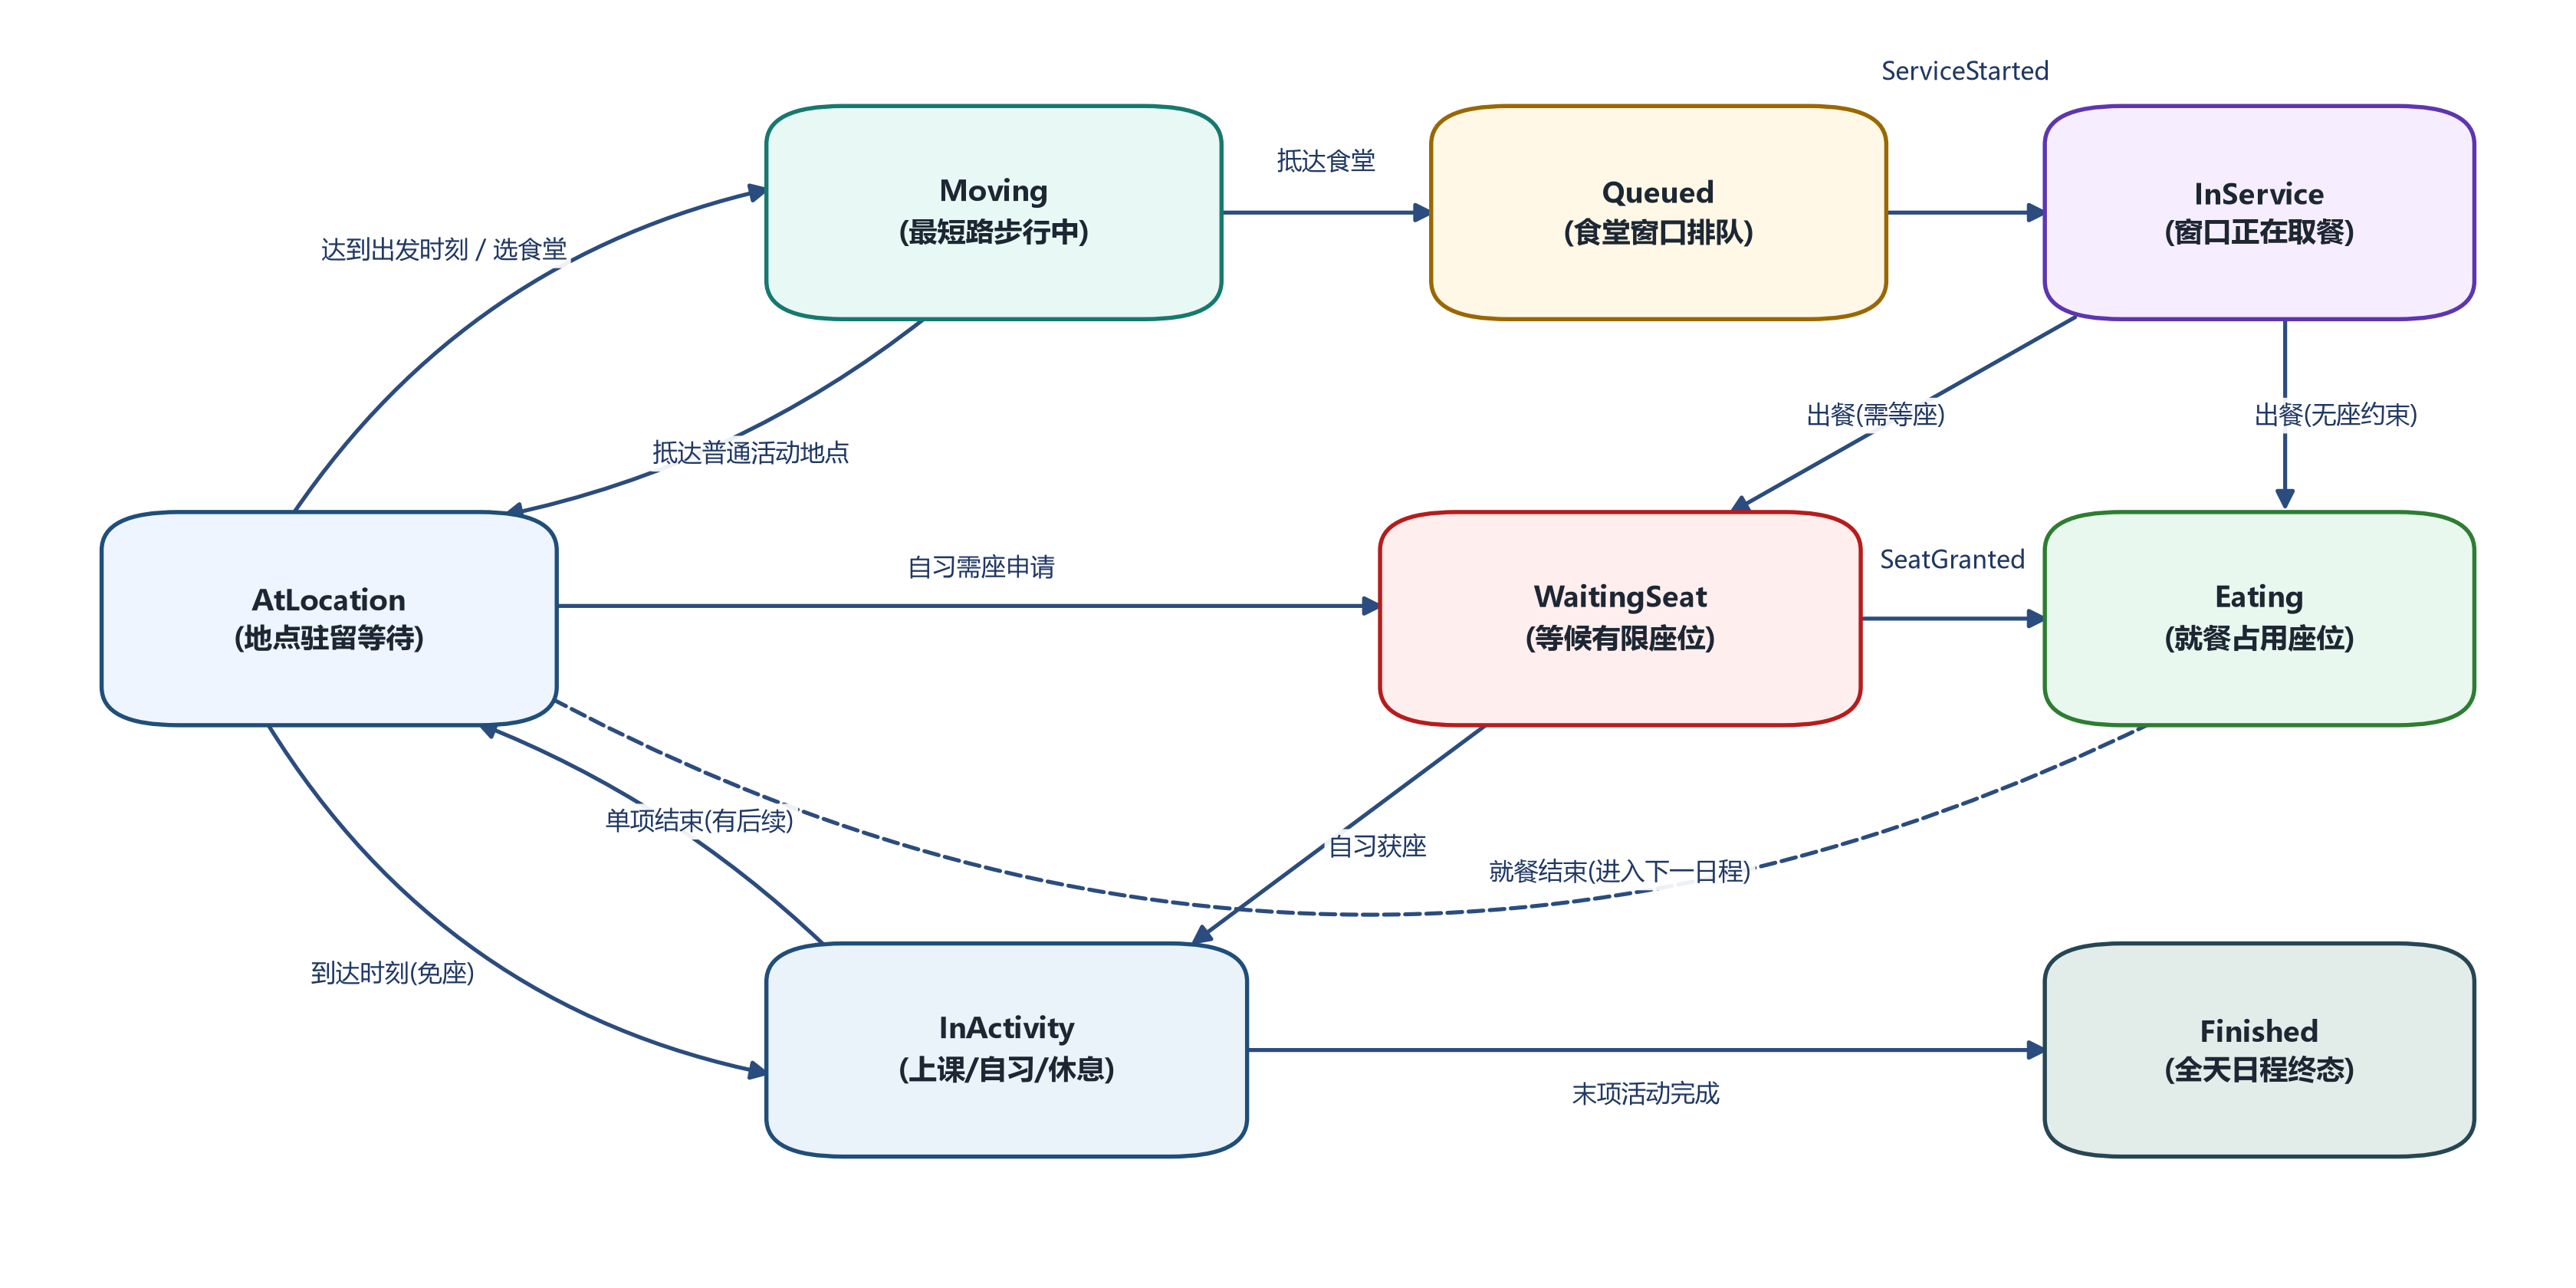 ServiceStarted
Moving
(最短路步行中)
抵达食堂
Queued
(食堂窗口排队)
InService
(窗口正在取餐)
达到出发时刻 / 选食堂
抵达普通活动地点
出餐(需等座)
出餐(无座约束)
AtLocation
(地点驻留等待)
自习需座申请
WaitingSeat
(等候有限座位)
SeatGranted
Eating
(就餐占用座位)
单项结束(有后续)
自习获座
就餐结束(进入下一日程)
到达时刻(免座)
InActivity
(上课/自习/休息)
末项活动完成
Finished
(全天日程终态)